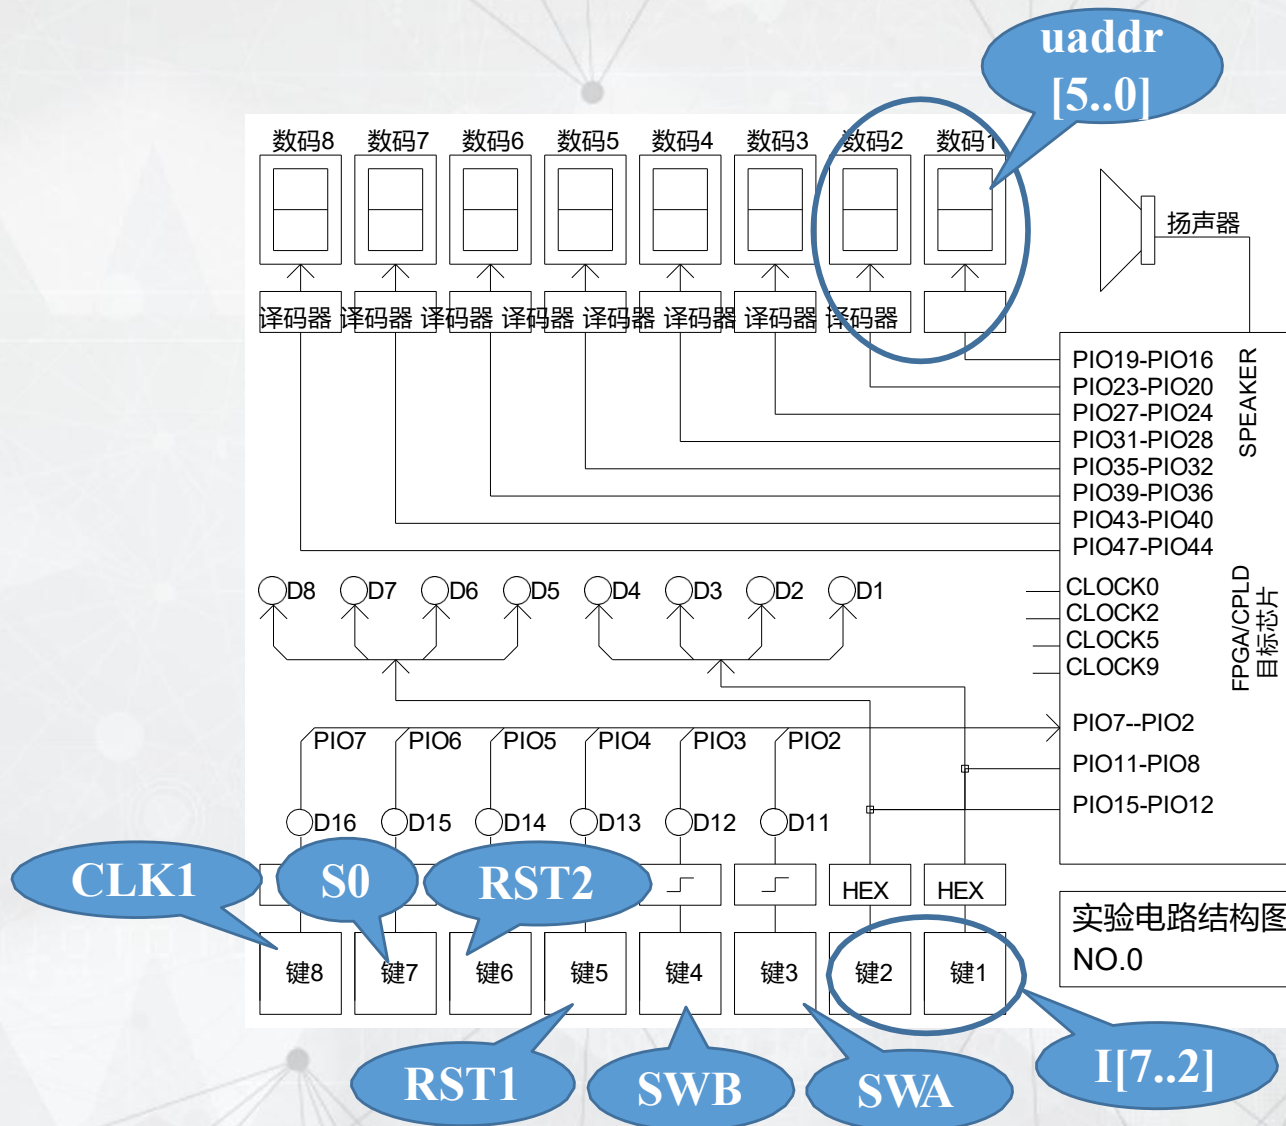 uaddr
[5..0]
数码8 数码7 数码6 数码5 数码4 数码3 数码2 数码1
扬声器
译码器 译码器 译码器 译码器 译码器 译码器 译码器 译码器
PIO19-PIO16
PIO23-PIO20
PIO27-PIO24
PIO31-PIO28
PIO35-PIO32
PIO39-PIO36
PIO43-PIO40
PIO47-PIO44
SPEAKER
D8 D7 D6 D5 D4 D3 D2 D1
CLOCK0
CLOCK2
CLOCK5
CLOCK9
FPGA/CPLD
目标芯片
PIO7--PIO2
PIO11-PIO8
PIO15-PIO12
PIO7 PIO6 PIO5 PIO4 PIO3 PIO2
D16 D15 D14 D13 D12 D11
CLK1 S0 RST2
HEX HEX
实验电路结构图
NO.0
键8 键7 键6 键5 键4 键3 键2 键1
RST1 SWB SWA I[7..2]